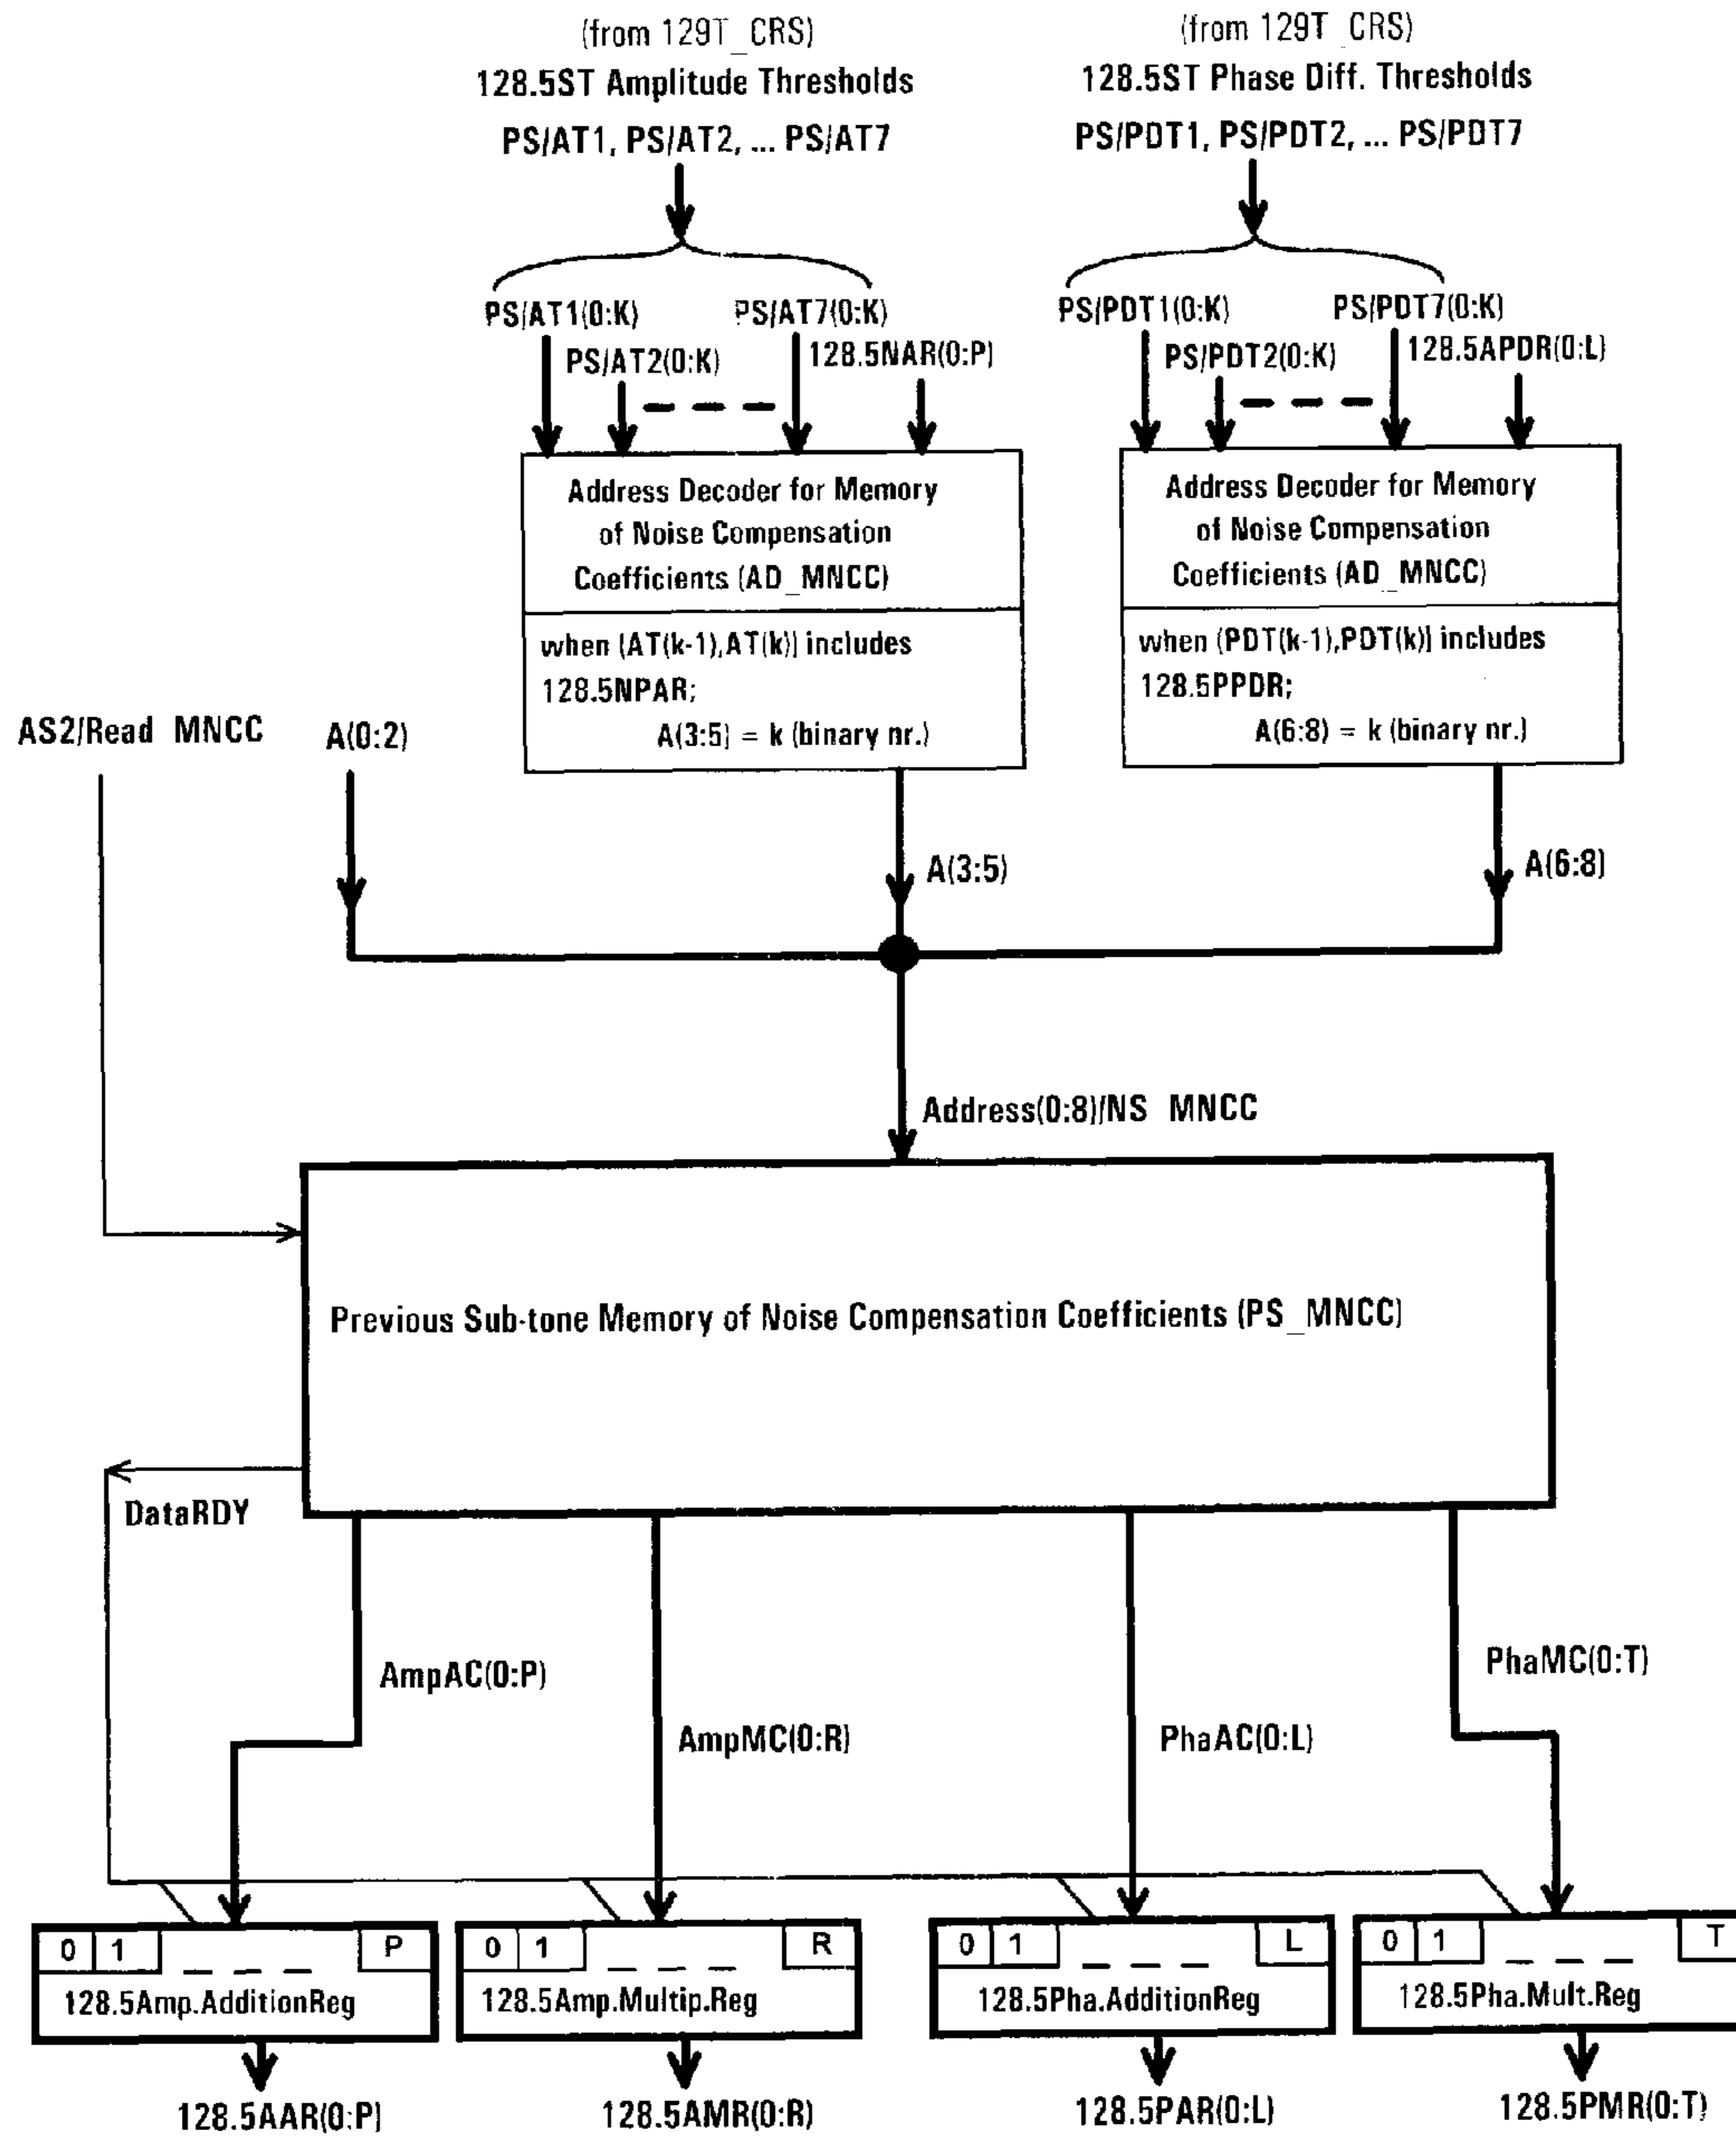 (from 129T_CRS)
128.5ST Amplitude Thresholds
PS/AT1, PS/AT2, ... PS/AT7
(from 129T_CRS)
128.5ST Phase Diff. Thresholds
PS/PDT1, PS/PDT2, ... PS/PDT7
PS/AT1(0:K)
PS/AT7(0:K)
PS/AT2(0:K)
128.5NAR(0:P)
PS/PDT1(0:K)
PS/PDT7(0:K)
PS/PDT2(0:K)
128.5APDR(0:L)
Address Decoder for Memory
of Noise Compensation
Coefficients (AD_MNCC)
when (AT(k-1),AT(k)] includes
128.5NPAR;
A(3:5) = k (binary nr.)
Address Decoder for Memory
of Noise Compensation
Coefficients (AD_MNCC)
when (PDT(k-1),PDT(k)] includes
128.5PPDR;
A(6:8) = k (binary nr.)
AS2/Read MNCC
A(0:2)
A(3:5)
A(6:8)
Address(0:8)/NS MNCC
Previous Sub-tone Memory of Noise Compensation Coefficients (PS_MNCC)
DataRDY
AmpAC(0:P)
AmpMC(0:R)
PhaAC(0:L)
PhaMC(0:T)
0 1 P
128.5Amp.AdditionReg
0 1 R
128.5Amp.Multip.Reg
0 1 L
128.5Pha.AdditionReg
0 1 T
128.5Pha.Mult.Reg
128.5AAR(0:P)
128.5AMR(0:R)
128.5PAR(0:L)
128.5PMR(0:T)